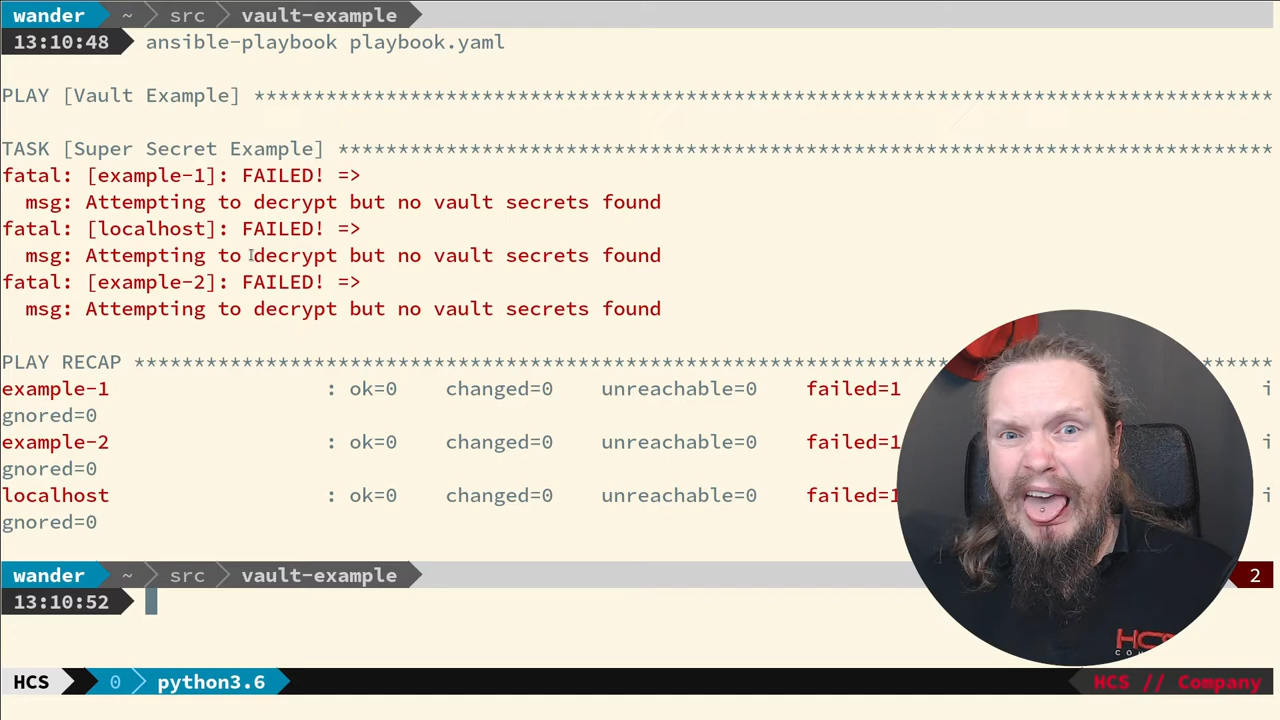 wander ~ src vault-example
13:10:48 ansible-playbook playbook.yaml
PLAY [Vault Example] *************************************************************************************
TASK [Super Secret Example] ******************************************************************************
fatal: [example-1]: FAILED! =>
msg: Attempting to decrypt but no vault secrets found
fatal: [localhost]: FAILED! =>
msg: Attempting to decrypt but no vault secrets found
fatal: [example-2]: FAILED! =>
msg: Attempting to decrypt but no vault secrets found
PLAY RECAP ***********************************************************************************************
example-1 : ok=0 changed=0 unreachable=0 failed=1 i
gnored=0
example-2 : ok=0 changed=0 unreachable=0 failed=1 i
gnored=0
localhost : ok=0 changed=0 unreachable=0 failed=1 i
gnored=0
wander ~ src vault-example 2
13:10:52
HCS
HCS 0 python3.6 HCS // Company